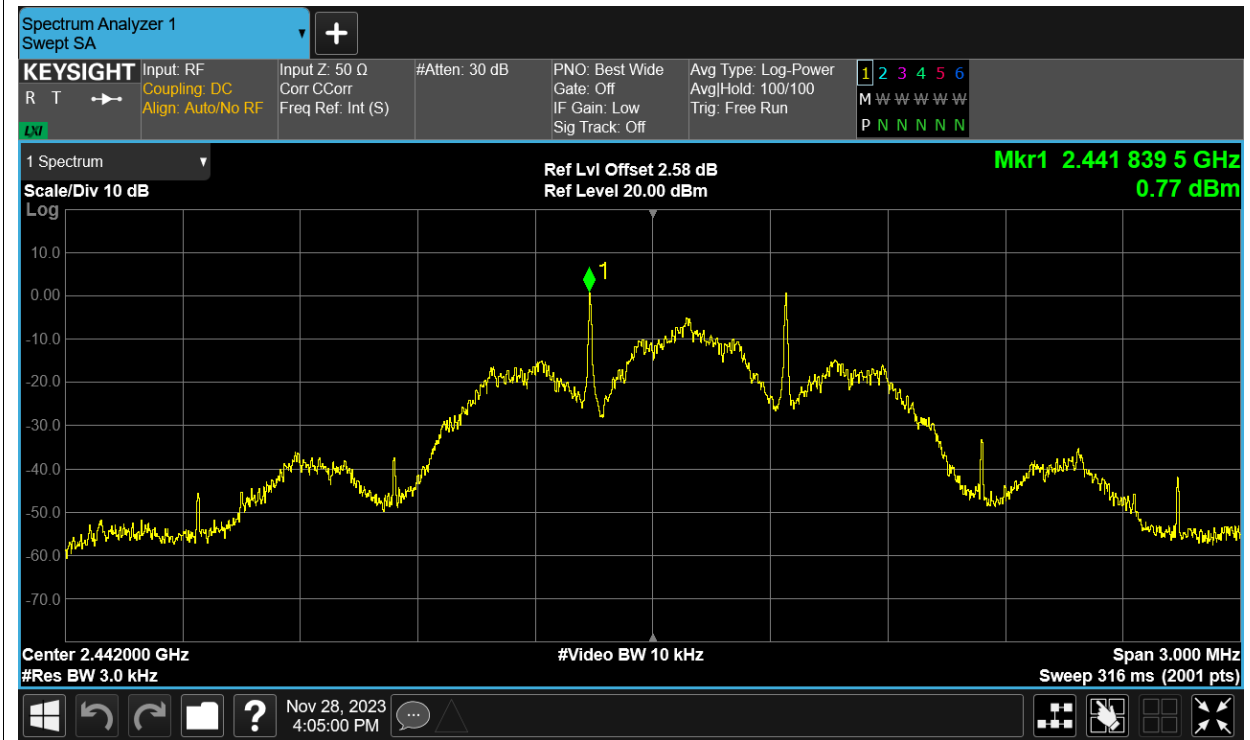 Spectrum Analyzer 1
Swept SA
+
KEYSIGHT
R T
LXI
Input: RF
Coupling: DC
Align: Auto/No RF
Input Z: 50 Ω
Corr CCorr
Freq Ref: Int (S)
#Atten: 30 dB
PNO: Best Wide
Gate: Off
IF Gain: Low
Sig Track: Off
Avg Type: Log-Power
Avg|Hold: 100/100
Trig: Free Run
1 2 3 4 5 6
M W W W W W
P N N N N N
1 Spectrum
Scale/Div 10 dB
Log
Ref Lvl Offset 2.58 dB
Ref Level 20.00 dBm
Mkr1 2.441 839 5 GHz
0.77 dBm
1
10.0
0.00
-10.0
-20.0
-30.0
-40.0
-50.0
-60.0
-70.0
Center 2.442000 GHz
#Res BW 3.0 kHz
#Video BW 10 kHz
Span 3.000 MHz
Sweep 316 ms (2001 pts)
?
Nov 28, 2023
4:05:00 PM